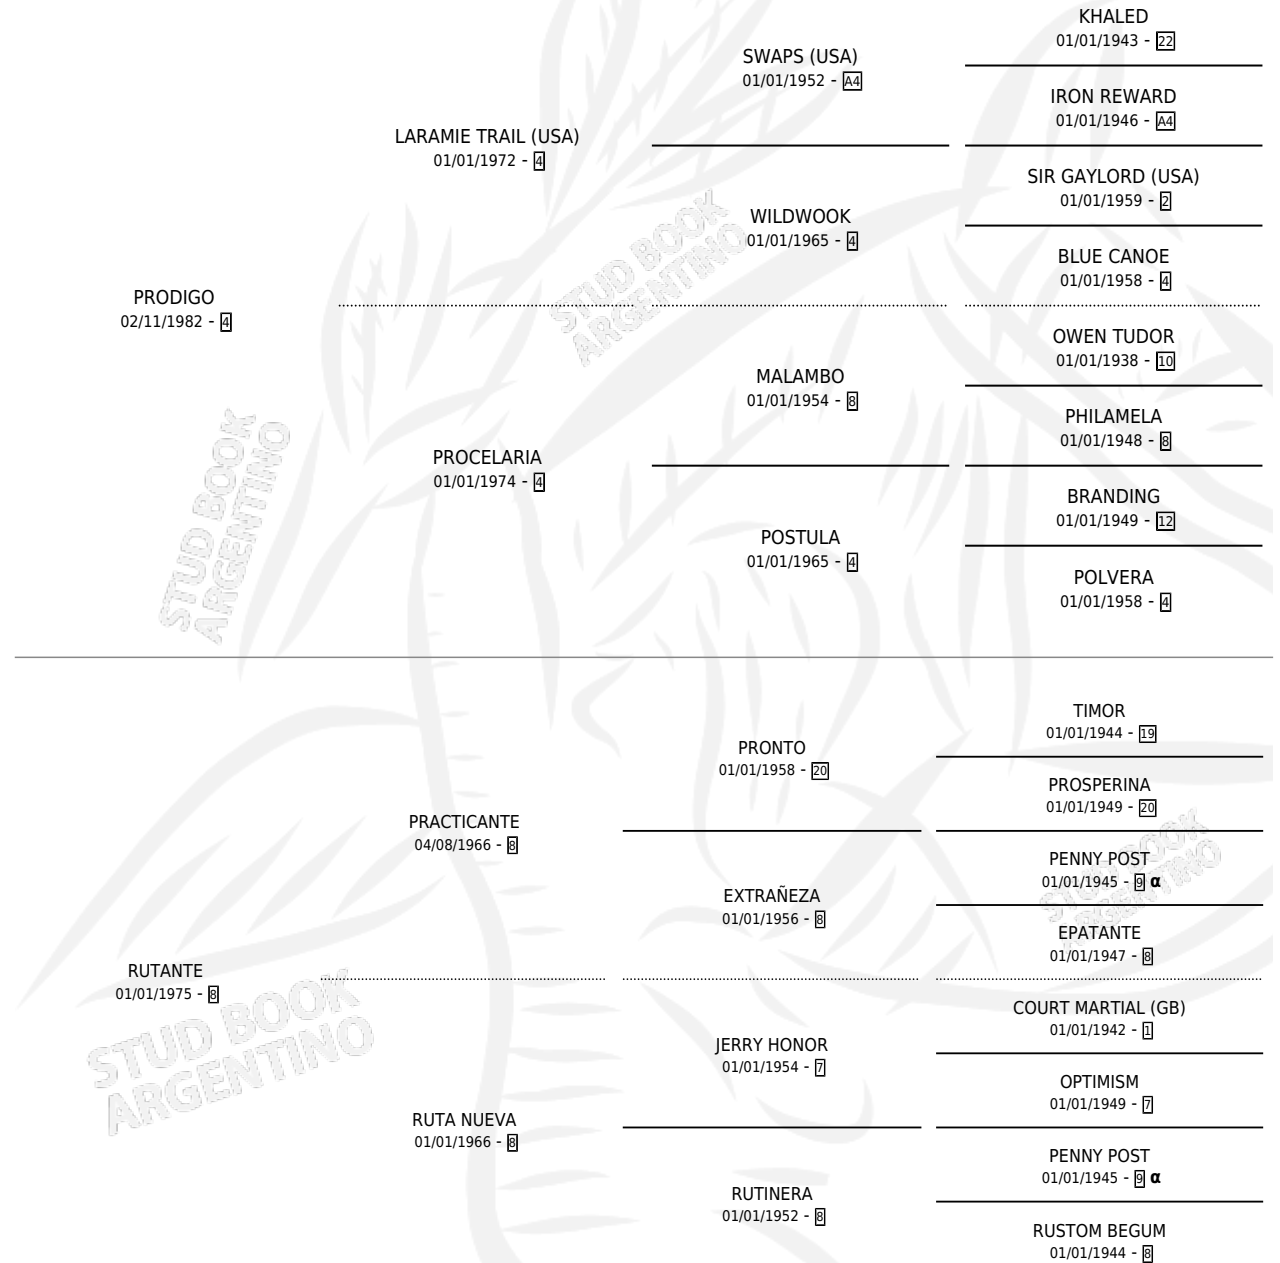 KHALED
01/01/1943 - 22
SWAPS (USA)
01/01/1952 - A4
IRON REWARD
01/01/1946 - A4
LARAMIE TRAIL (USA)
01/01/1972 - 4
SIR GAYLORD (USA)
01/01/1959 - 2
WILDWOOK
01/01/1965 - 4
BLUE CANOE
01/01/1958 - 4
PRODIGO
02/11/1982 - 4
OWEN TUDOR
01/01/1938 - 10
MALAMBO
01/01/1954 - 8
PHILAMELA
01/01/1948 - 8
PROCELARIA
01/01/1974 - 4
BRANDING
01/01/1949 - 12
POSTULA
01/01/1965 - 4
POLVERA
01/01/1958 - 4
STUD BOOK
ARGENTINO
STUD BOOK
ARGENTINO
TIMOR
01/01/1944 - 19
PRONTO
01/01/1958 - 20
PROSPERINA
01/01/1949 - 20
PRACTICANTE
04/08/1966 - 8
PENNY POST
01/01/1945 - 9 α
EXTRAÑEZA
01/01/1956 - 8
EPATANTE
01/01/1947 - 8
RUTANTE
01/01/1975 - 8
COURT MARTIAL (GB)
01/01/1942 - 1
JERRY HONOR
01/01/1954 - 7
OPTIMISM
01/01/1949 - 7
RUTA NUEVA
01/01/1966 - 8
PENNY POST
01/01/1945 - 9 α
RUTINERA
01/01/1952 - 8
RUSTOM BEGUM
01/01/1944 - 8
STUD BOOK
ARGENTINO
STUD BOOK
ARGENTINO